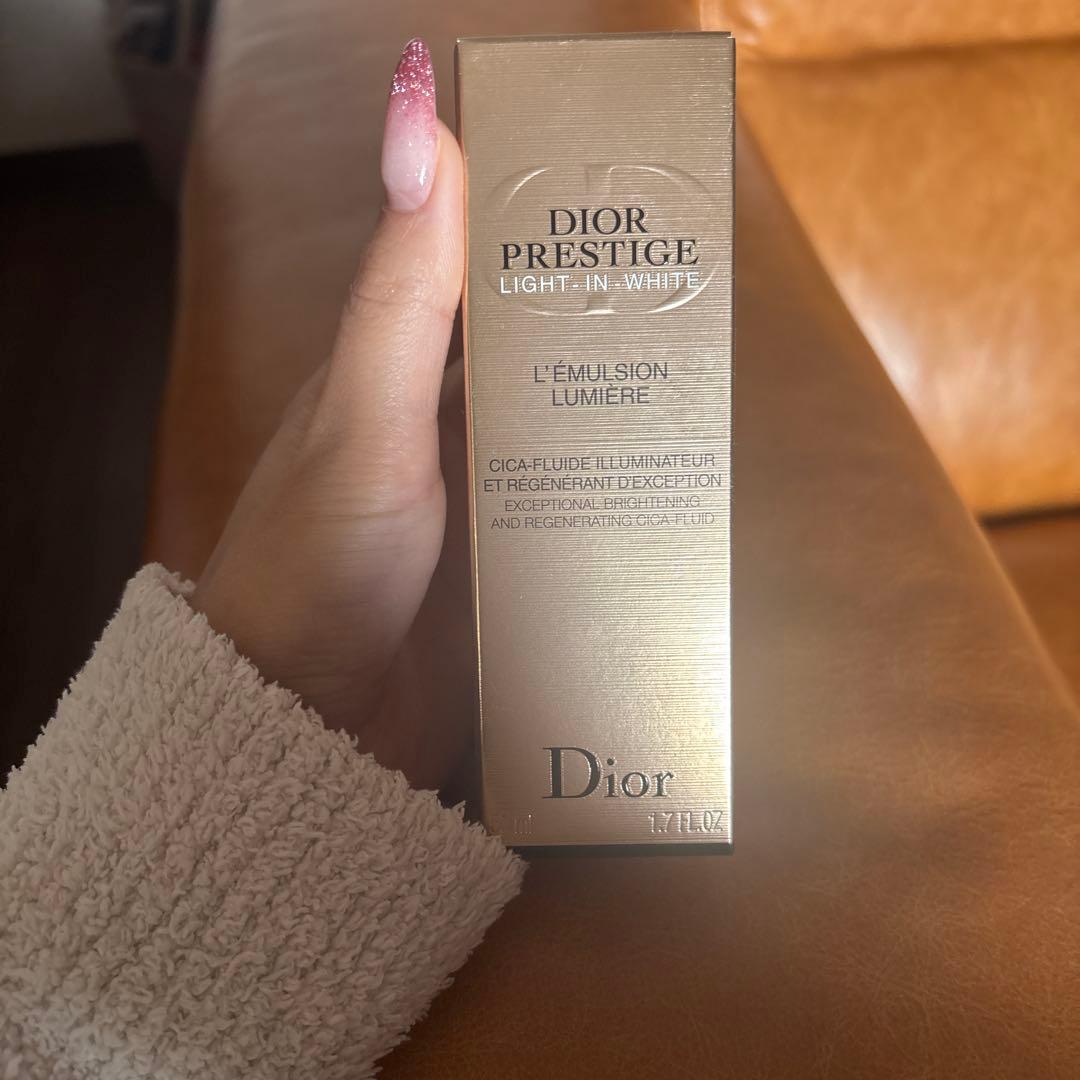 DIOR
PRESTIGE
LIGHT-IN-WHITE
L'ÉMULSION
LUMIÈRE
CICA-FLUIDE ILLUMINATEUR
ET RÉGÉNÉRANT D'EXCEPTION
EXCEPTIONAL BRIGHTENING
AND REGENERATING CICA-FLUID
Dior
ml 1.7 FL.OZ